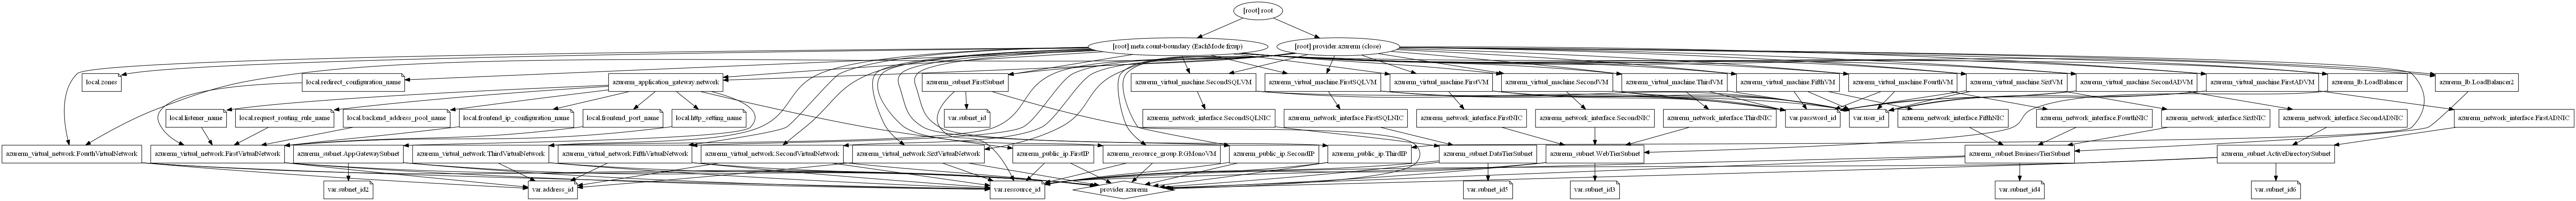 [root] root
[root] meta.count-boundary (EachMode fixup)
[root] provider.azurerm (close)
local.zones
local.redirect_configuration_name
azurerm_application_gateway.network
azurerm_subnet.FirstSubnet
azurerm_virtual_machine.SecondSQLVM
azurerm_virtual_machine.FirstSQLVM
azurerm_virtual_machine.FirstVM
azurerm_virtual_machine.SecondVM
azurerm_virtual_machine.ThirdVM
azurerm_virtual_machine.FifthVM
azurerm_virtual_machine.FourthVM
azurerm_virtual_machine.SixtVM
azurerm_virtual_machine.SecondADVM
azurerm_virtual_machine.FirstADVM
azurerm_lb.LoadBalancer
azurerm_lb.LoadBalancer2
local.listener_name
local.request_routing_rule_name
local.backend_address_pool_name
local.frontend_ip_configuration_name
local.frontend_port_name
local.http_setting_name
var.subnet_id
azurerm_network_interface.SecondSQLNIC
azurerm_network_interface.FirstSQLNIC
azurerm_network_interface.FirstNIC
azurerm_network_interface.SecondNIC
azurerm_network_interface.ThirdNIC
var.password_id
var.user_id
azurerm_network_interface.FifthNIC
azurerm_network_interface.FourthNIC
azurerm_network_interface.SixtNIC
azurerm_network_interface.SecondADNIC
azurerm_network_interface.FirstADNIC
azurerm_virtual_network.FourthVirtualNetwork
azurerm_virtual_network.FirstVirtualNetwork
azurerm_subnet.AppGatewaySubnet
azurerm_virtual_network.ThirdVirtualNetwork
azurerm_virtual_network.FifthVirtualNetwork
azurerm_virtual_network.SecondVirtualNetwork
azurerm_virtual_network.SixtVirtualNetwork
azurerm_public_ip.FirstIP
azurerm_resource_group.RGMonoVM
azurerm_public_ip.SecondIP
azurerm_public_ip.ThirdIP
azurerm_subnet.DataTierSubnet
azurerm_subnet.WebTierSubnet
azurerm_subnet.BusinessTierSubnet
azurerm_subnet.ActiveDirectorySubnet
var.subnet_id2
var.address_id
var.ressource_id
provider.azurerm
var.subnet_id5
var.subnet_id3
var.subnet_id4
var.subnet_id6